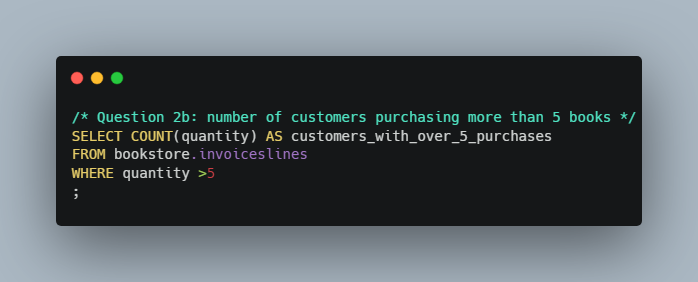 /* Question 2b: number of customers purchasing more than 5 books */
SELECT COUNT(quantity) AS customers_with_over_5_purchases
FROM bookstore.invoiceslines
WHERE quantity >5
;